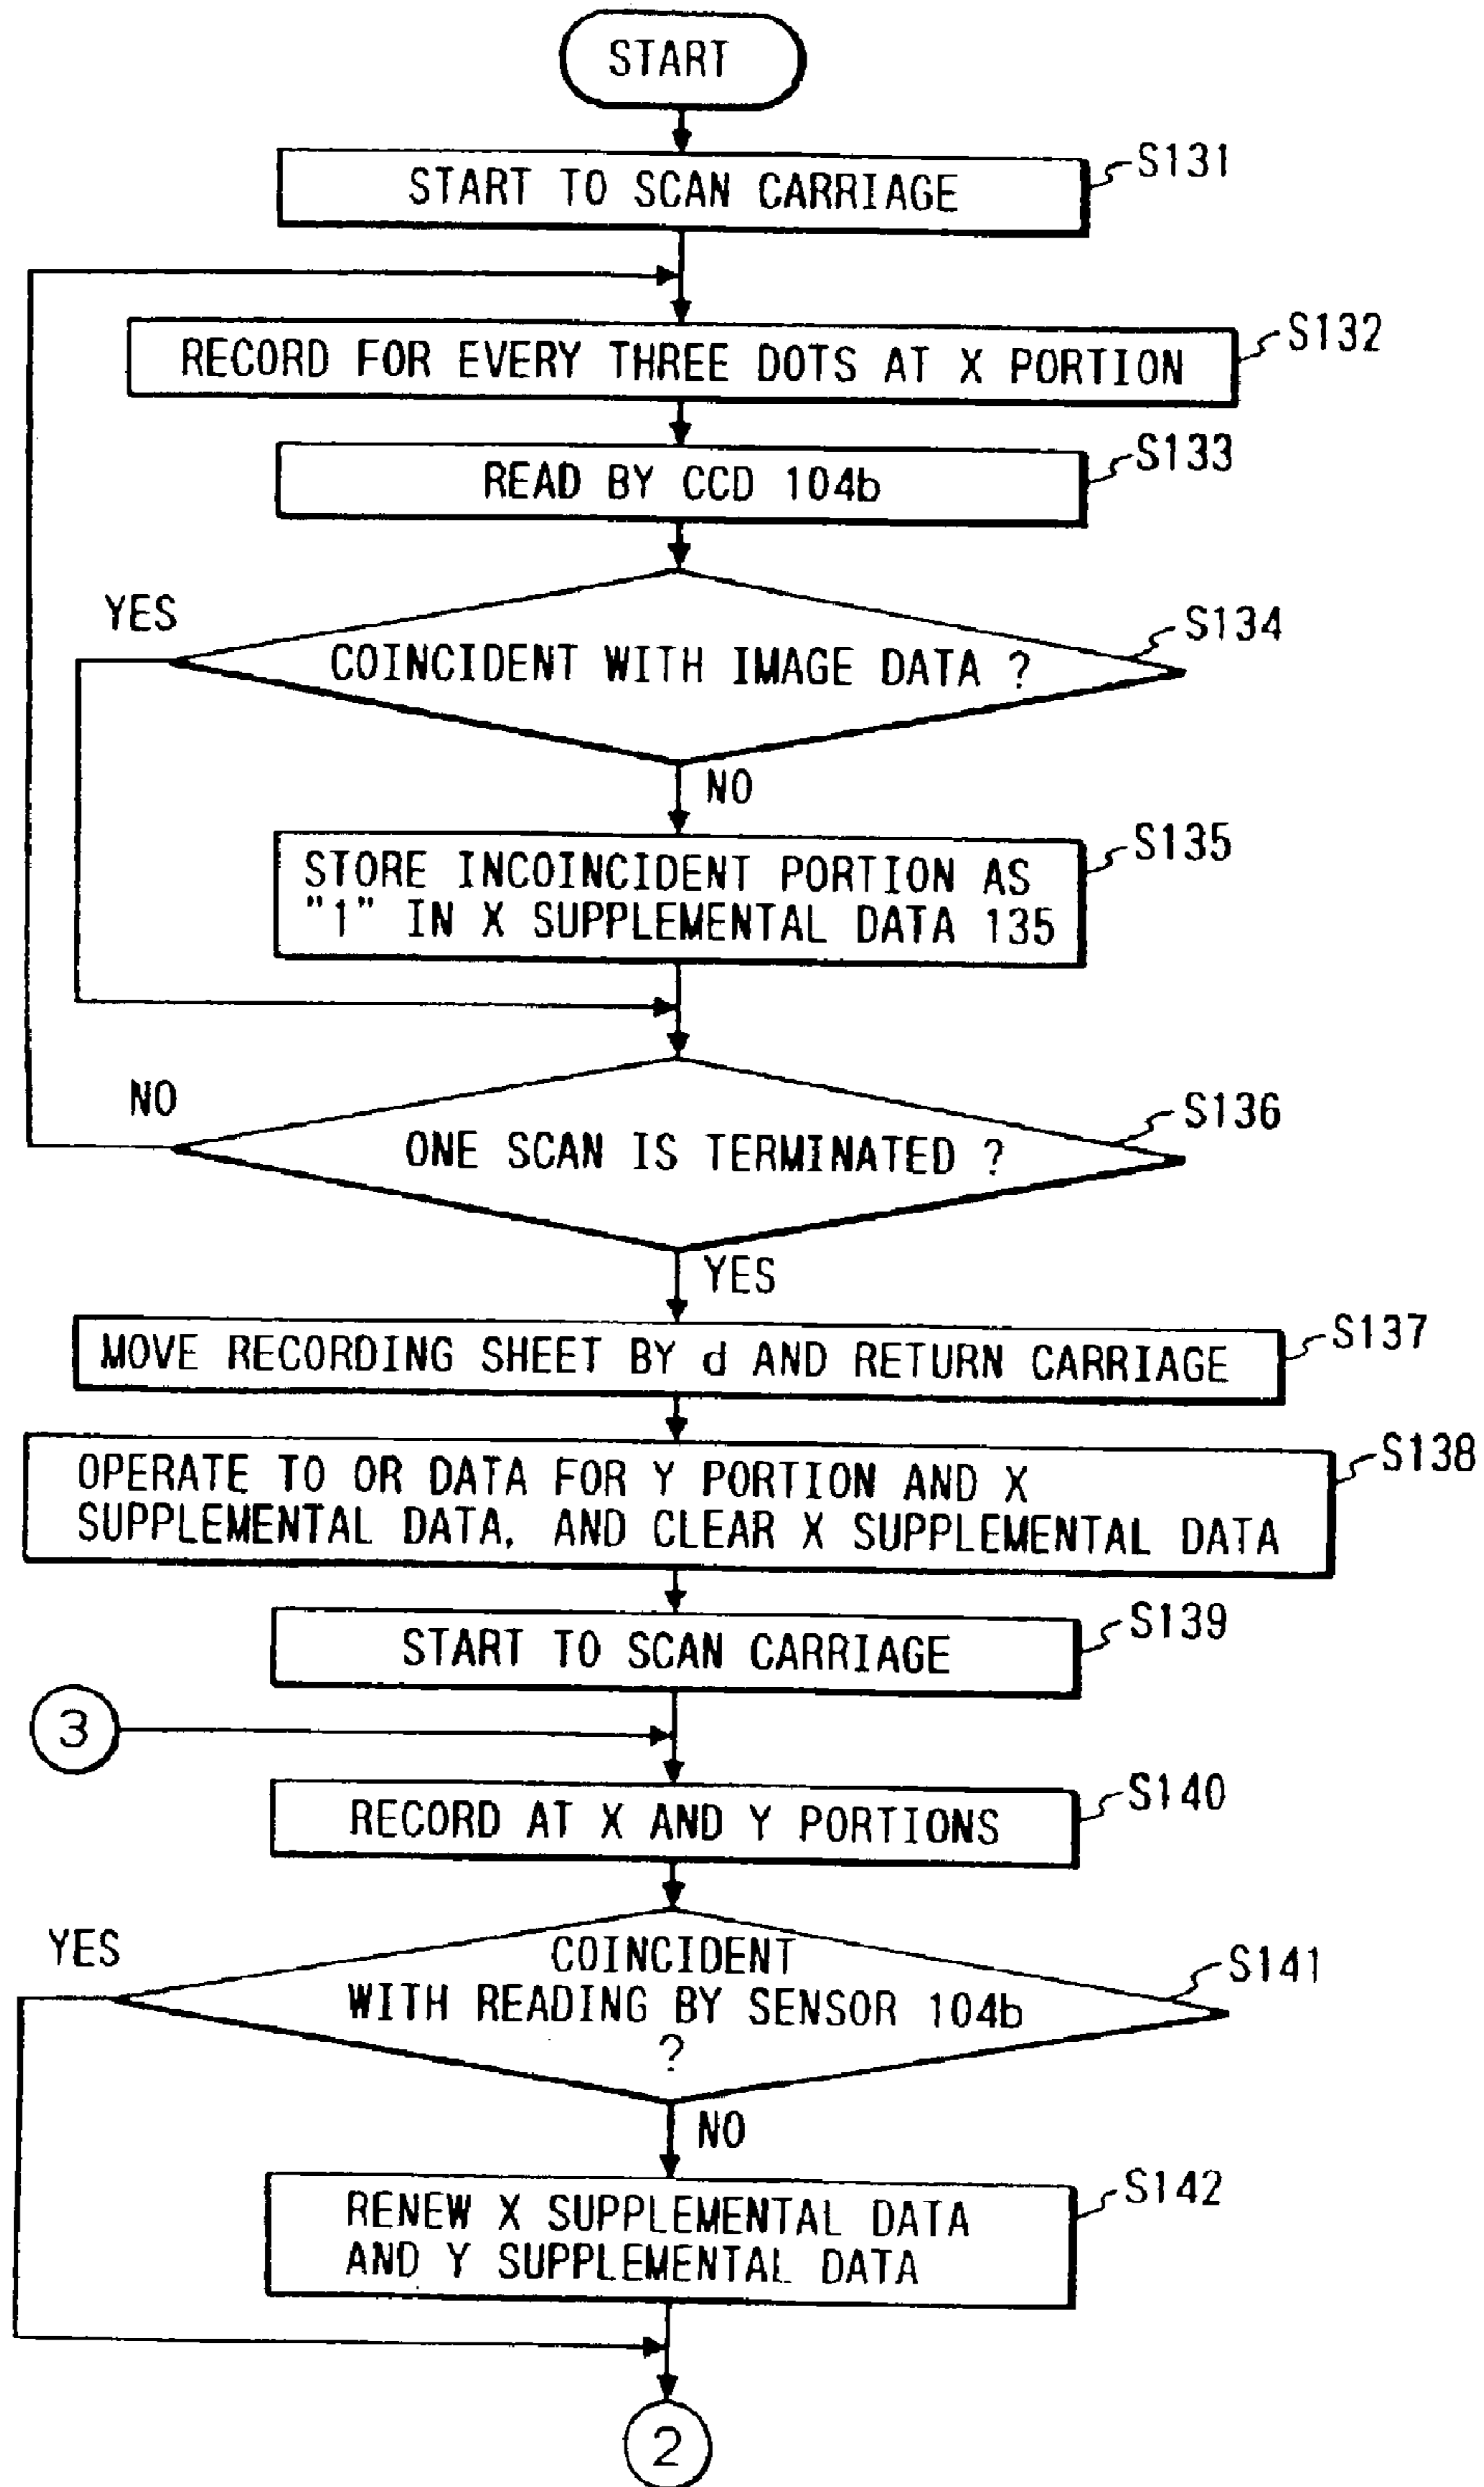 START
START TO SCAN CARRIAGE
S131
RECORD FOR EVERY THREE DOTS AT X PORTION
S132
READ BY CCD 104b
S133
YES
COINCIDENT WITH IMAGE DATA ?
S134
NO
STORE INCOINCIDENT PORTION AS
"1" IN X SUPPLEMENTAL DATA 135
S135
NO
ONE SCAN IS TERMINATED ?
S136
YES
MOVE RECORDING SHEET BY d AND RETURN CARRIAGE
S137
OPERATE TO OR DATA FOR Y PORTION AND X
SUPPLEMENTAL DATA, AND CLEAR X SUPPLEMENTAL DATA
S138
START TO SCAN CARRIAGE
S139
3
RECORD AT X AND Y PORTIONS
S140
YES
COINCIDENT
WITH READING BY SENSOR 104b
?
S141
NO
RENEW X SUPPLEMENTAL DATA
AND Y SUPPLEMENTAL DATA
S142
2